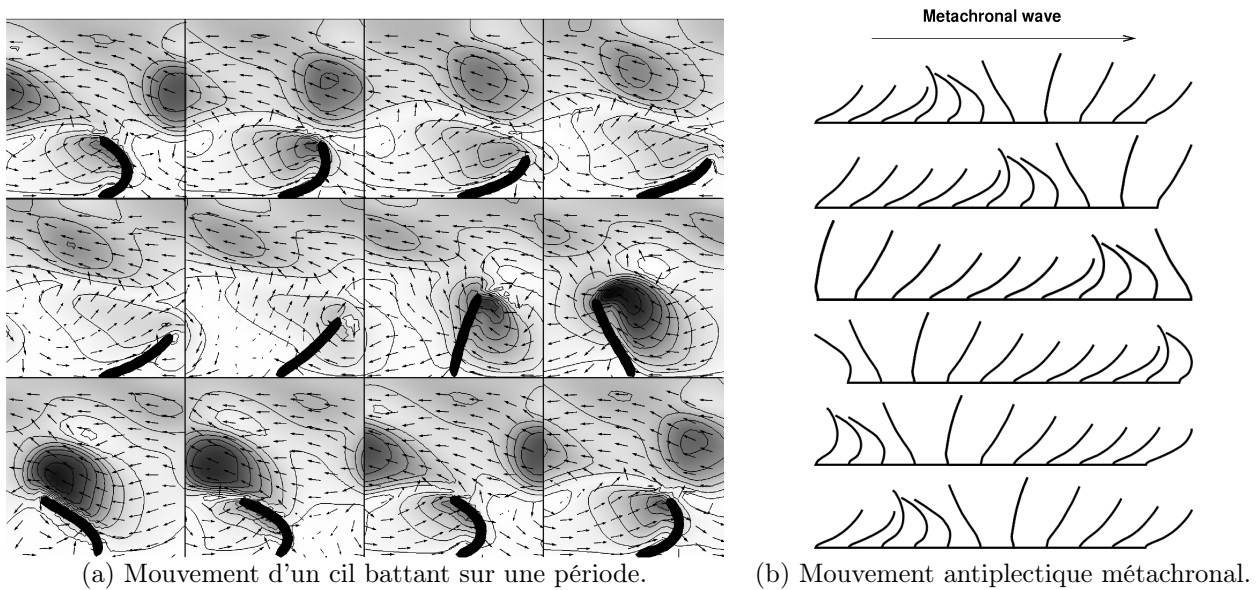 Metachronal wave
(a) Mouvement d'un cil battant sur une période.
(b) Mouvement antiplectique métachronal.